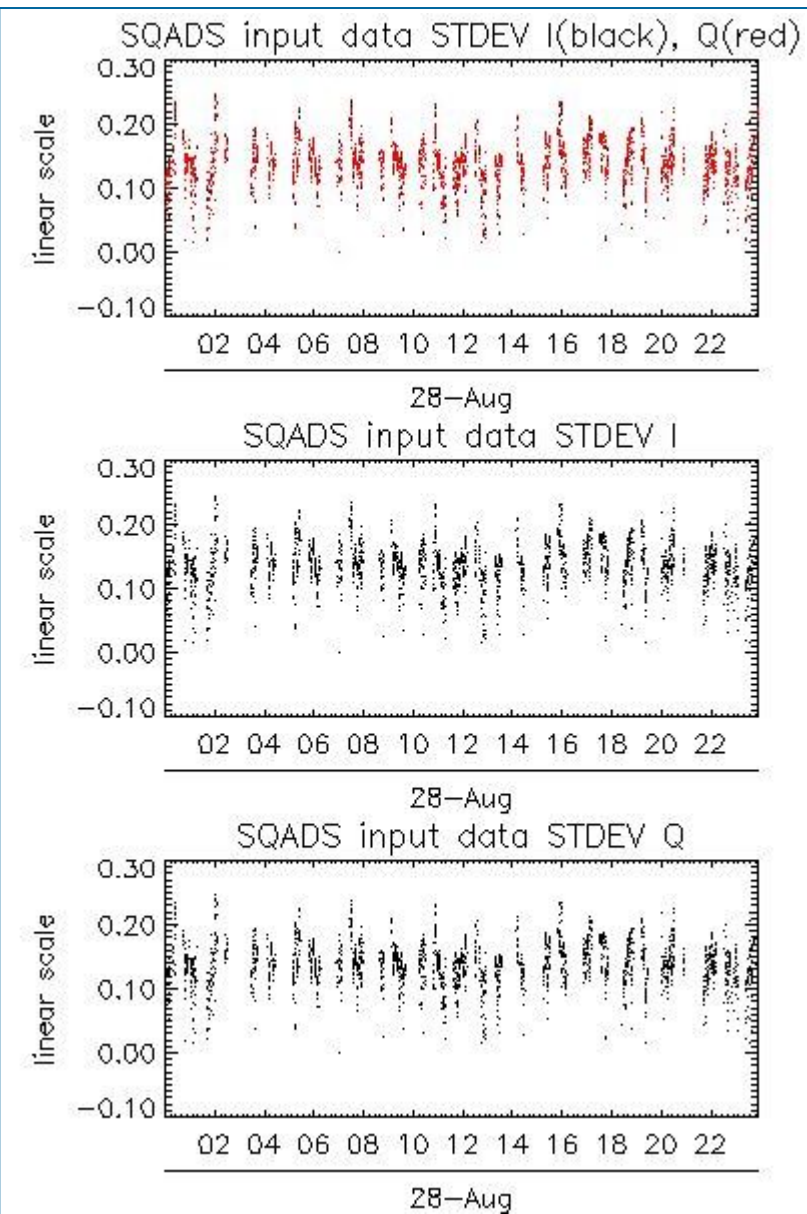 SQADS input data STDEV I(black), Q(red)
0.30
0.20
0.10
0.00
-0.10
linear scale
02 04 06 08 10 12 14 16 18 20 22
28-Aug
SQADS input data STDEV I
0.30
0.20
0.10
0.00
-0.10
linear scale
02 04 06 08 10 12 14 16 18 20 22
28-Aug
SQADS input data STDEV Q
0.30
0.20
0.10
0.00
-0.10
linear scale
02 04 06 08 10 12 14 16 18 20 22
28-Aug